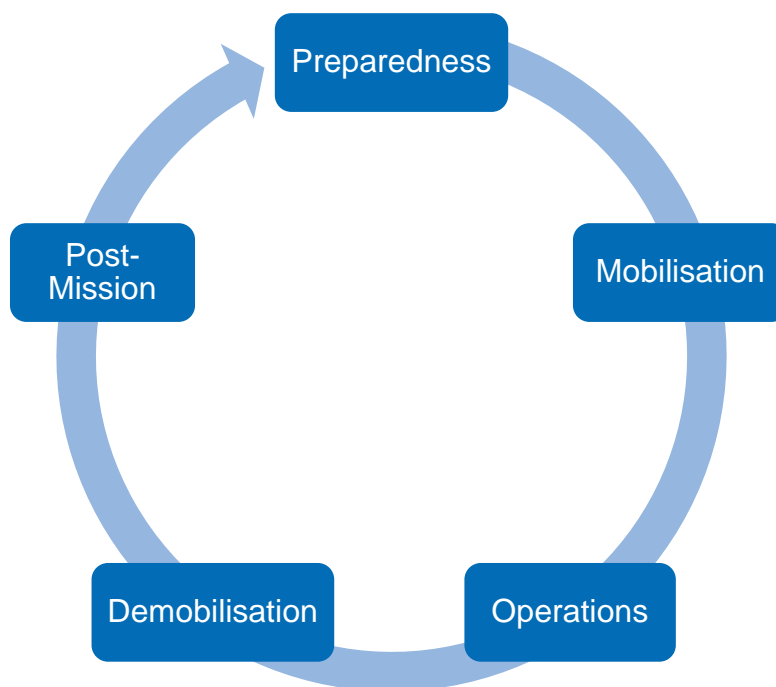 Preparedness
Mobilisation
Operations
Demobilisation
Post-
Mission